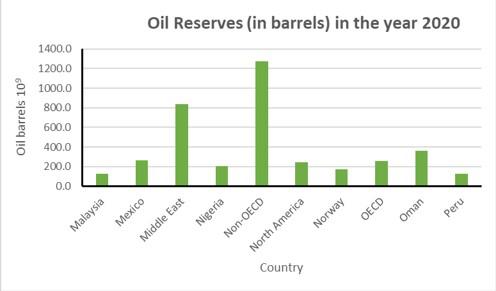 Oil Reserves (in barrels) in the year 2020
Oil barrels 10⁹
1400.0
1200.0
1000.0
800.0
600.0
400.0
200.0
0.0
Malaysia
Mexico
Middle East
Nigeria
Non-OECD
North America
Norway
OECD
Oman
Peru
Country